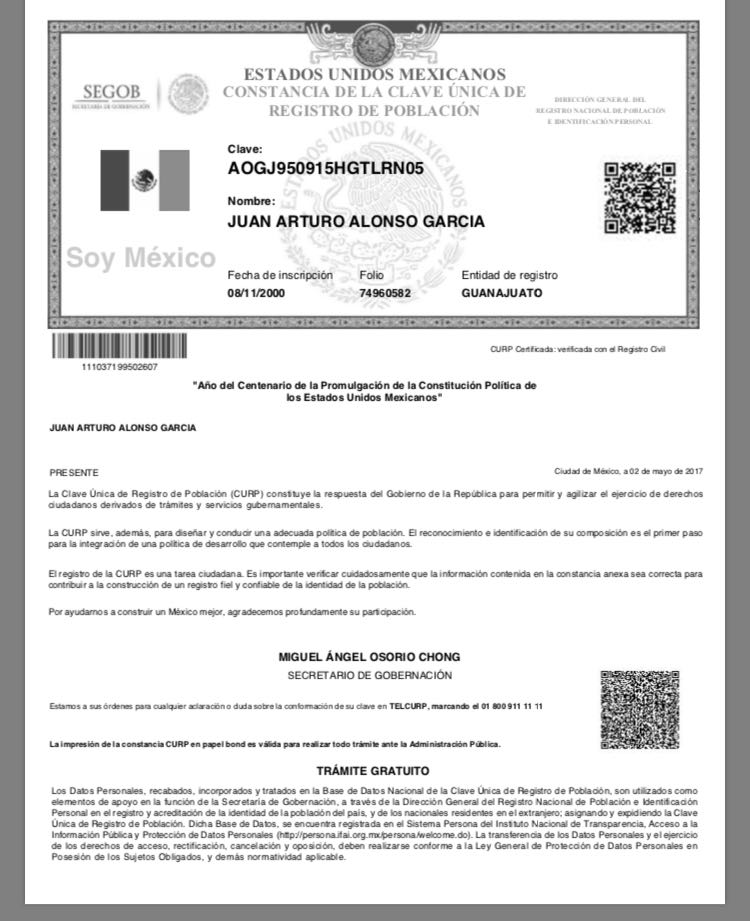 ESTADOS UNIDOS MEXICANOS
CONSTANCIA DE LA CLAVE ÚNICA DE
REGISTRO DE POBLACIÓN
SEGOB
SECRETARÍA DE GOBERNACIÓN
DIRECCIÓN GENERAL DEL
REGISTRO NACIONAL DE POBLACIÓN
E IDENTIFICACIÓN PERSONAL
ESTADOS UNIDOS MEXICANOS
Clave:
AOGJ950915HGTLRN05
Nombre:
JUAN ARTURO ALONSO GARCIA
Soy México
Fecha de inscripción Folio Entidad de registro
08/11/2000 74960582 GUANAJUATO
111037199502607
CURP Certificada: verificada con el Registro Civil
"Año del Centenario de la Promulgación de la Constitución Política de
los Estados Unidos Mexicanos"
JUAN ARTURO ALONSO GARCIA
PRESENTE
Ciudad de México, a 02 de mayo de 2017
La Clave Única de Registro de Población (CURP) constituye la respuesta del Gobierno de la República para permitir y agilizar el ejercicio de derechos
ciudadanos derivados de trámites y servicios gubernamentales.
La CURP sirve, además, para diseñar y conducir una adecuada política de población. El reconocimiento e identificación de su composición es el primer paso
para la integración de una política de desarrollo que contemple a todos los ciudadanos.
El registro de la CURP es una tarea ciudadana. Es importante verificar cuidadosamente que la información contenida en la constancia anexa sea correcta para
contribuir a la construcción de un registro fiel y confiable de la identidad de la población.
Por ayudarnos a construir un México mejor, agradecemos profundamente su participación.
MIGUEL ÁNGEL OSORIO CHONG
SECRETARIO DE GOBERNACIÓN
Estamos a sus órdenes para cualquier aclaración o duda sobre la conformación de su clave en TELCURP, marcando el 01 800 911 11 11
La impresión de la constancia CURP en papel bond es válida para realizar todo trámite ante la Administración Pública.
TRÁMITE GRATUITO
Los Datos Personales, recabados, incorporados y tratados en la Base de Datos Nacional de la Clave Única de Registro de Población, son utilizados como
elementos de apoyo en la función de la Secretaría de Gobernación, a través de la Dirección General del Registro Nacional de Población e Identificación
Personal en el registro y acreditación de la identidad de la población del país, y de los nacionales residentes en el extranjero; asignando y expidiendo la Clave
Única de Registro de Población. Dicha Base de Datos, se encuentra registrada en el Sistema Persona del Instituto Nacional de Transparencia, Acceso a la
Información Pública y Protección de Datos Personales (http://persona.ifai.org.mx/persona/welcome.do). La transferencia de los Datos Personales y el ejercicio
de los derechos de acceso, rectificación, cancelación y oposición, deben realizarse conforme a la Ley General de Protección de Datos Personales en
Posesión de los Sujetos Obligados, y demás normatividad aplicable.